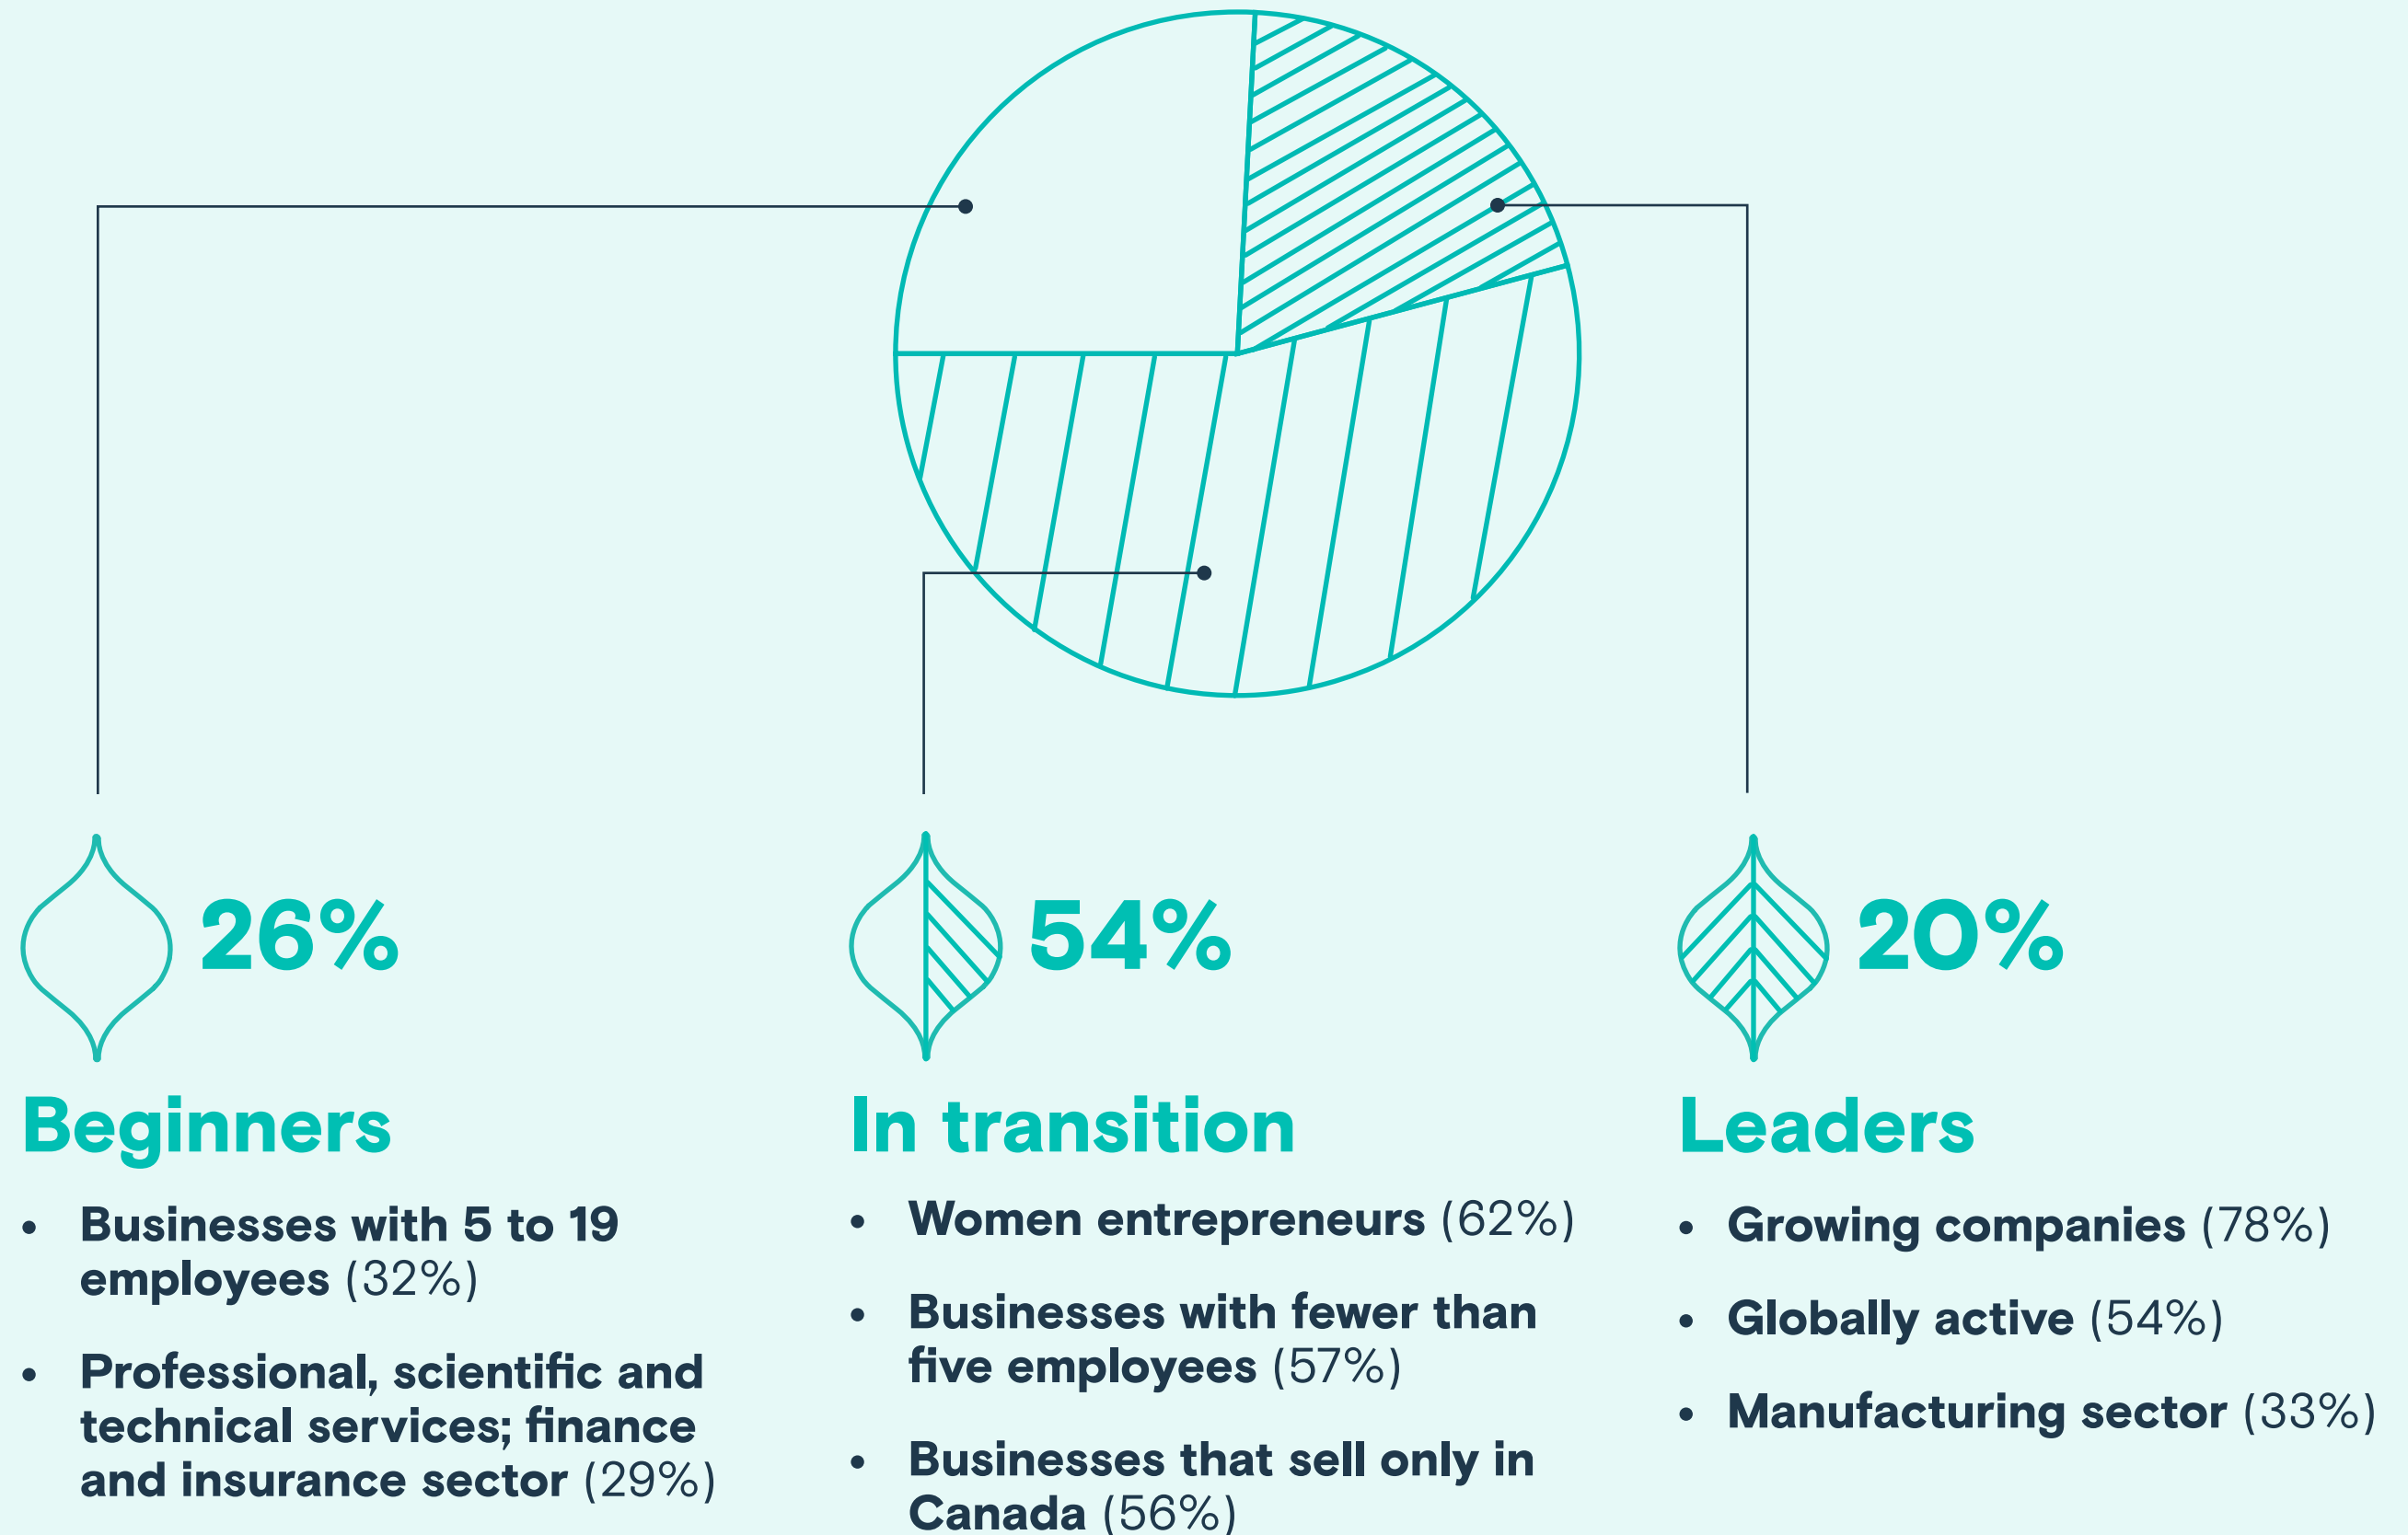 26%
Beginners
• Businesses with 5 to 19
employees (32%)
• Professional, scientific and
technical services; finance
and insurance sector (29%)
54%
In transition
• Women entrepreneurs (62%)
• Businesses with fewer than
five employees (57%)
• Businesses that sell only in
Canada (56%)
20%
Leaders
• Growing companies (78%)
• Globally active (54%)
• Manufacturing sector (33%)